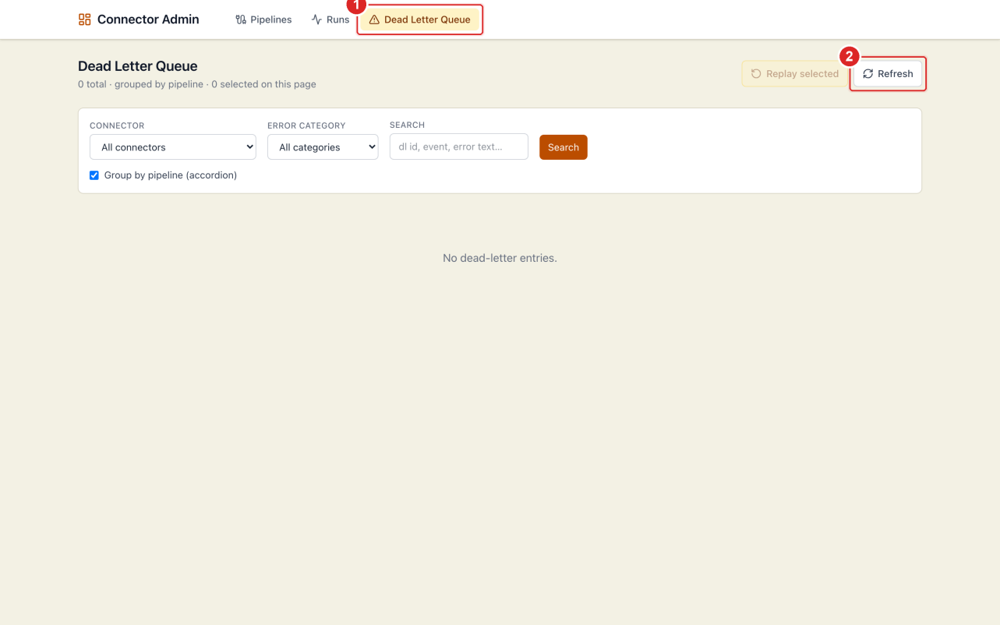 Connector Admin
Pipelines
Runs
1
Dead Letter Queue
Dead Letter Queue
0 total · grouped by pipeline · 0 selected on this page
Replay selected
2
Refresh
CONNECTOR
ERROR CATEGORY
SEARCH
All connectors
All categories
dl id, event, error text...
Search
Group by pipeline (accordion)
No dead-letter entries.